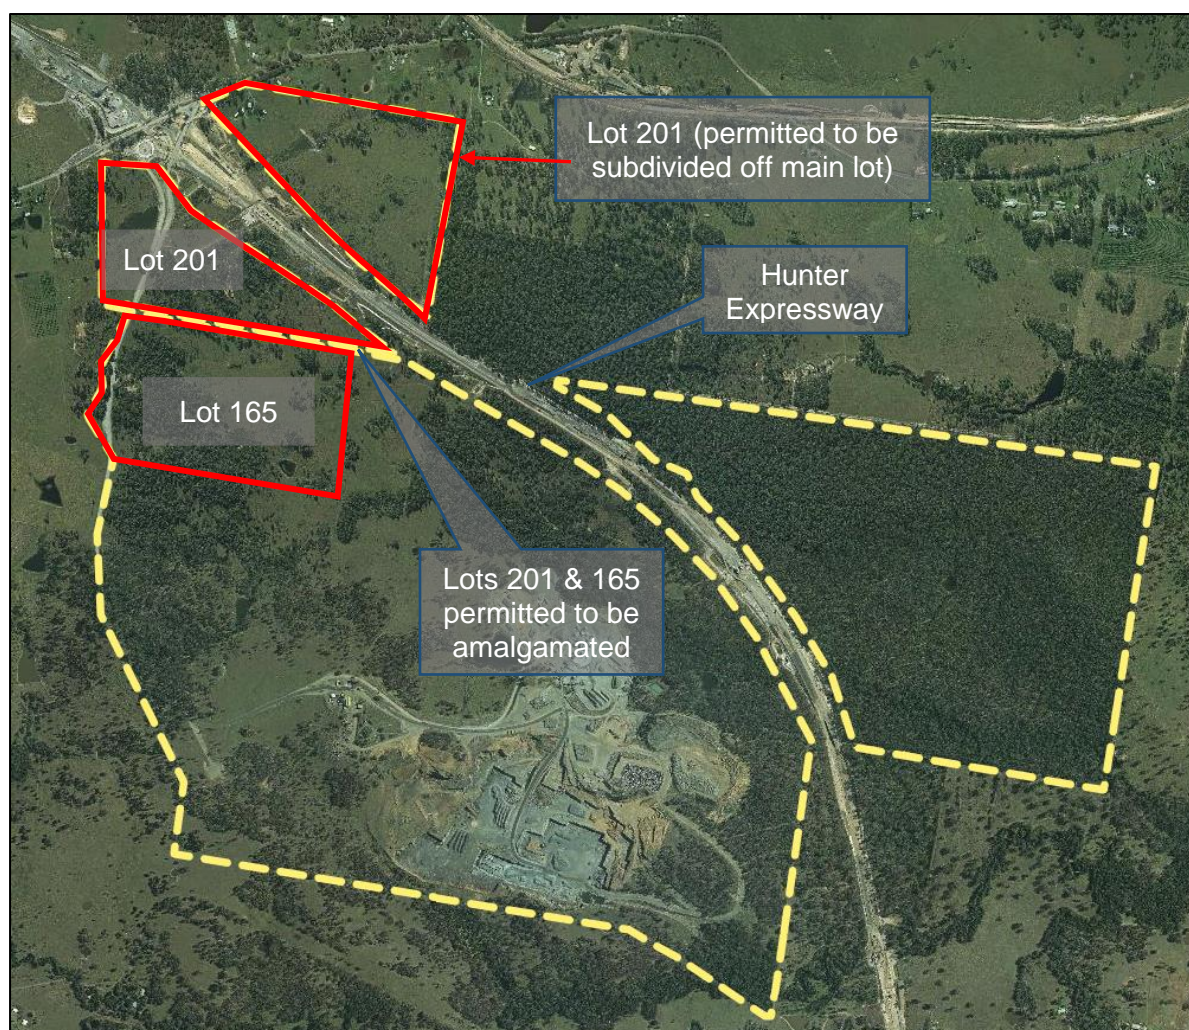 Lot 201 (permitted to be
subdivided off main lot)
Lot 201
Hunter
Expressway
Lot 165
Lots 201 & 165
permitted to be
amalgamated